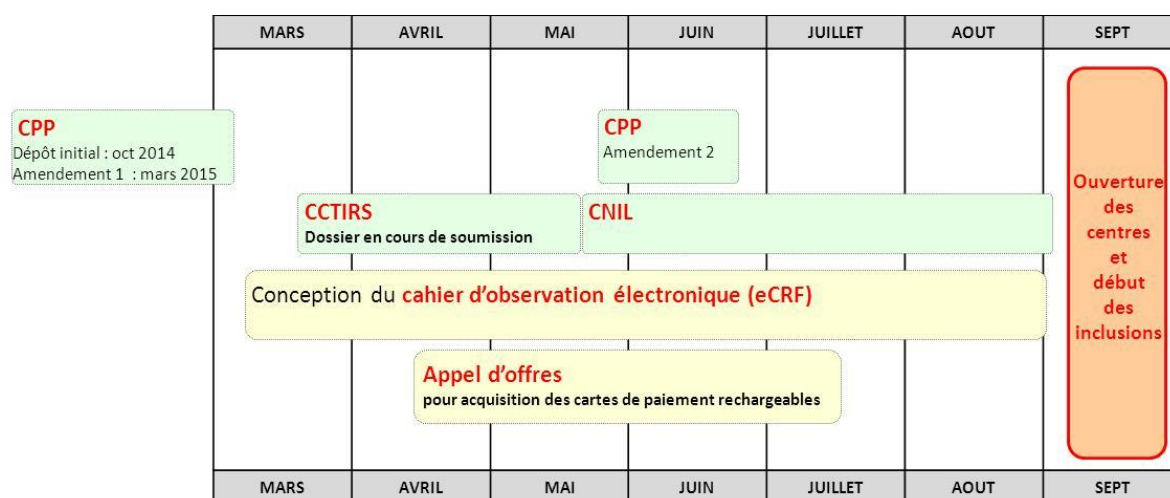 MARS AVRIL MAI JUIN JUILLET AOUT SEPT
CPP
Dépôt initial : oct 2014
Amendement 1 : mars 2015
CPP
Amendement 2
CCTIRS
Dossier en cours de soumission
CNIL
Conception du cahier d'observation électronique (eCRF)
Appel d'offres
pour acquisition des cartes de paiement rechargeables
Ouverture
des
centres
et
début
des
inclusions
MARS AVRIL MAI JUIN JUILLET AOUT SEPT